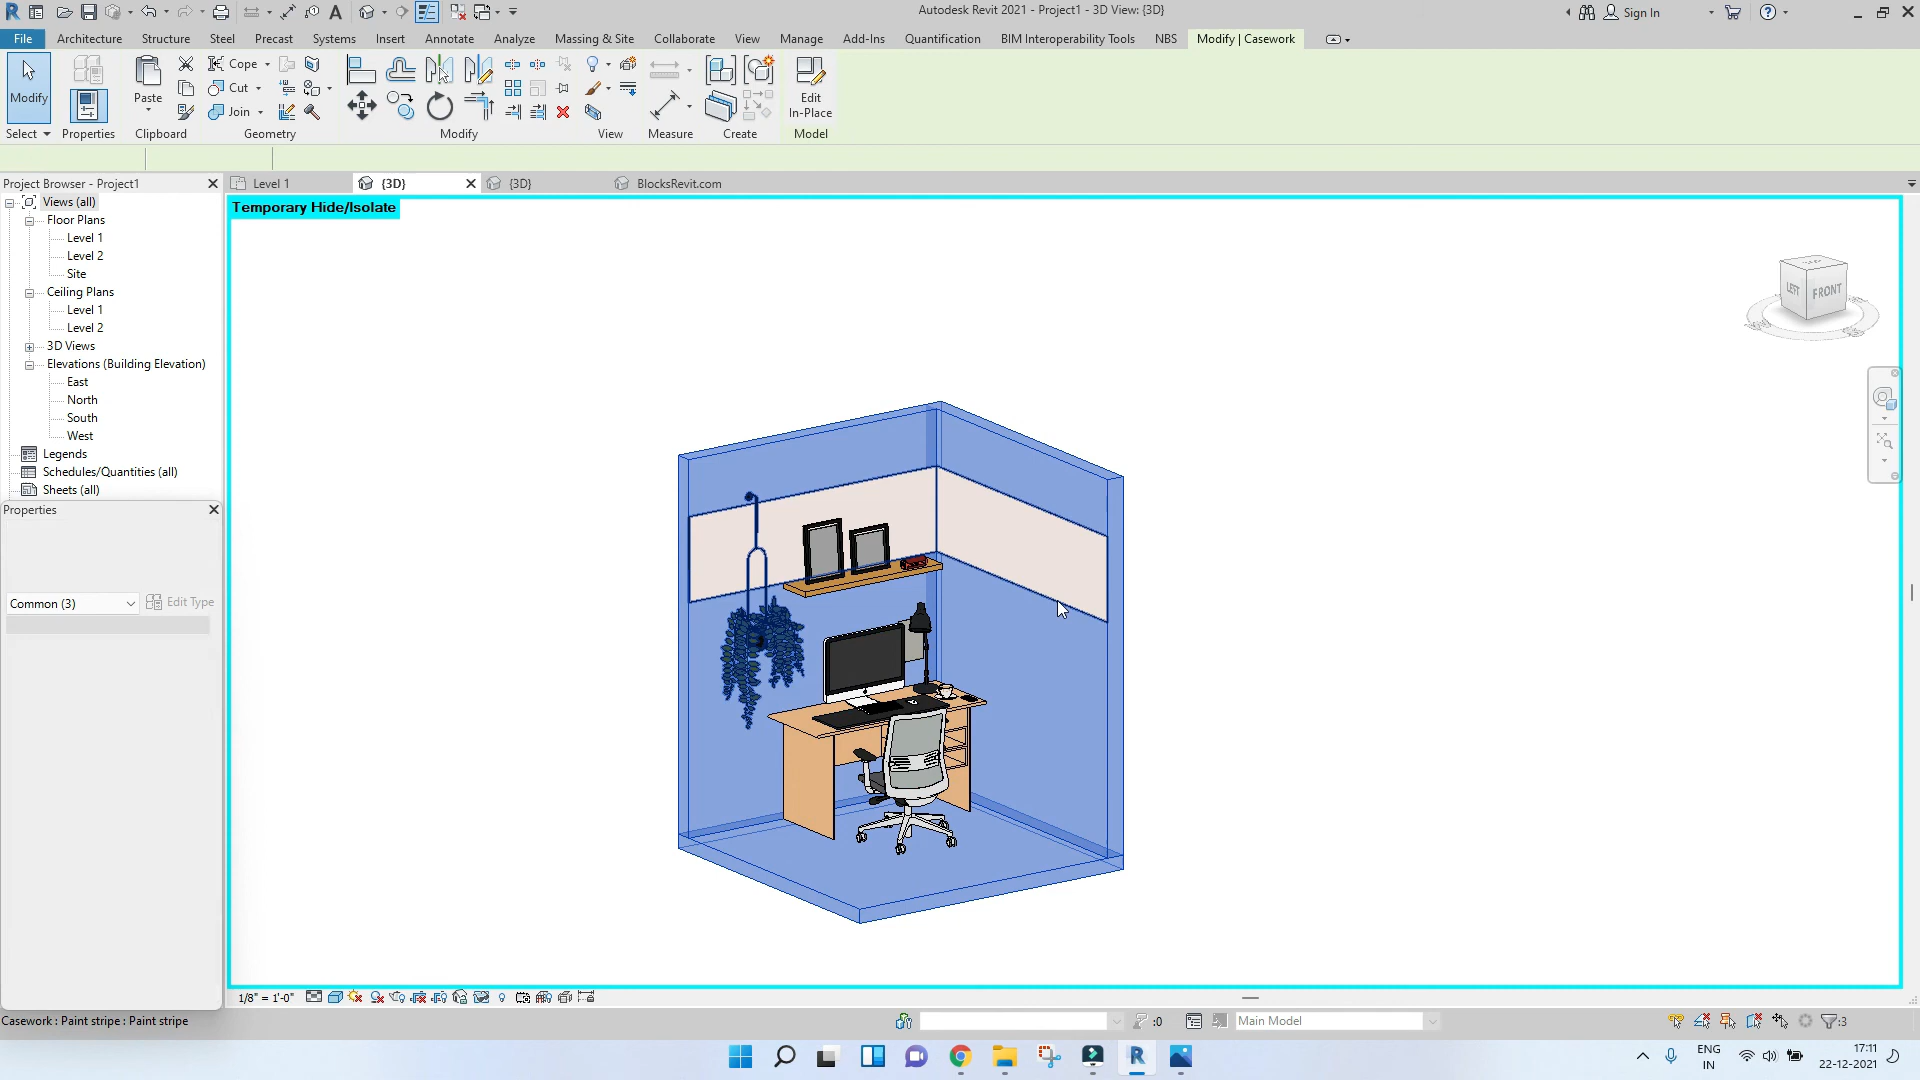 Autodesk Revit 2021 - Project1 - 3D View: {3D}
Sign In
File Architecture Structure Steel Precast Systems Insert Annotate Analyze Massing & Site Collaborate View Manage Add-Ins Quantification BIM Interoperability Tools NBS Modify | Casework
Modify
Select
Properties
Paste
Clipboard
Cope
Cut
Join
Geometry
Modify
View
Measure
Create
Edit
In-Place
Model
Project Browser - Project1
Level 1
{3D}
{3D}
BlocksRevit.com
Temporary Hide/Isolate
Views (all)
Floor Plans
Level 1
Level 2
Site
Ceiling Plans
Level 1
Level 2
3D Views
Elevations (Building Elevation)
East
North
South
West
Legends
Schedules/Quantities (all)
Sheets (all)
Properties
Common (3)
Edit Type
LEFT
FRONT
1/8" = 1'-0"
Casework : Paint stripe : Paint stripe
:0
Main Model
:3
ENG
IN
17:11
22-12-2021